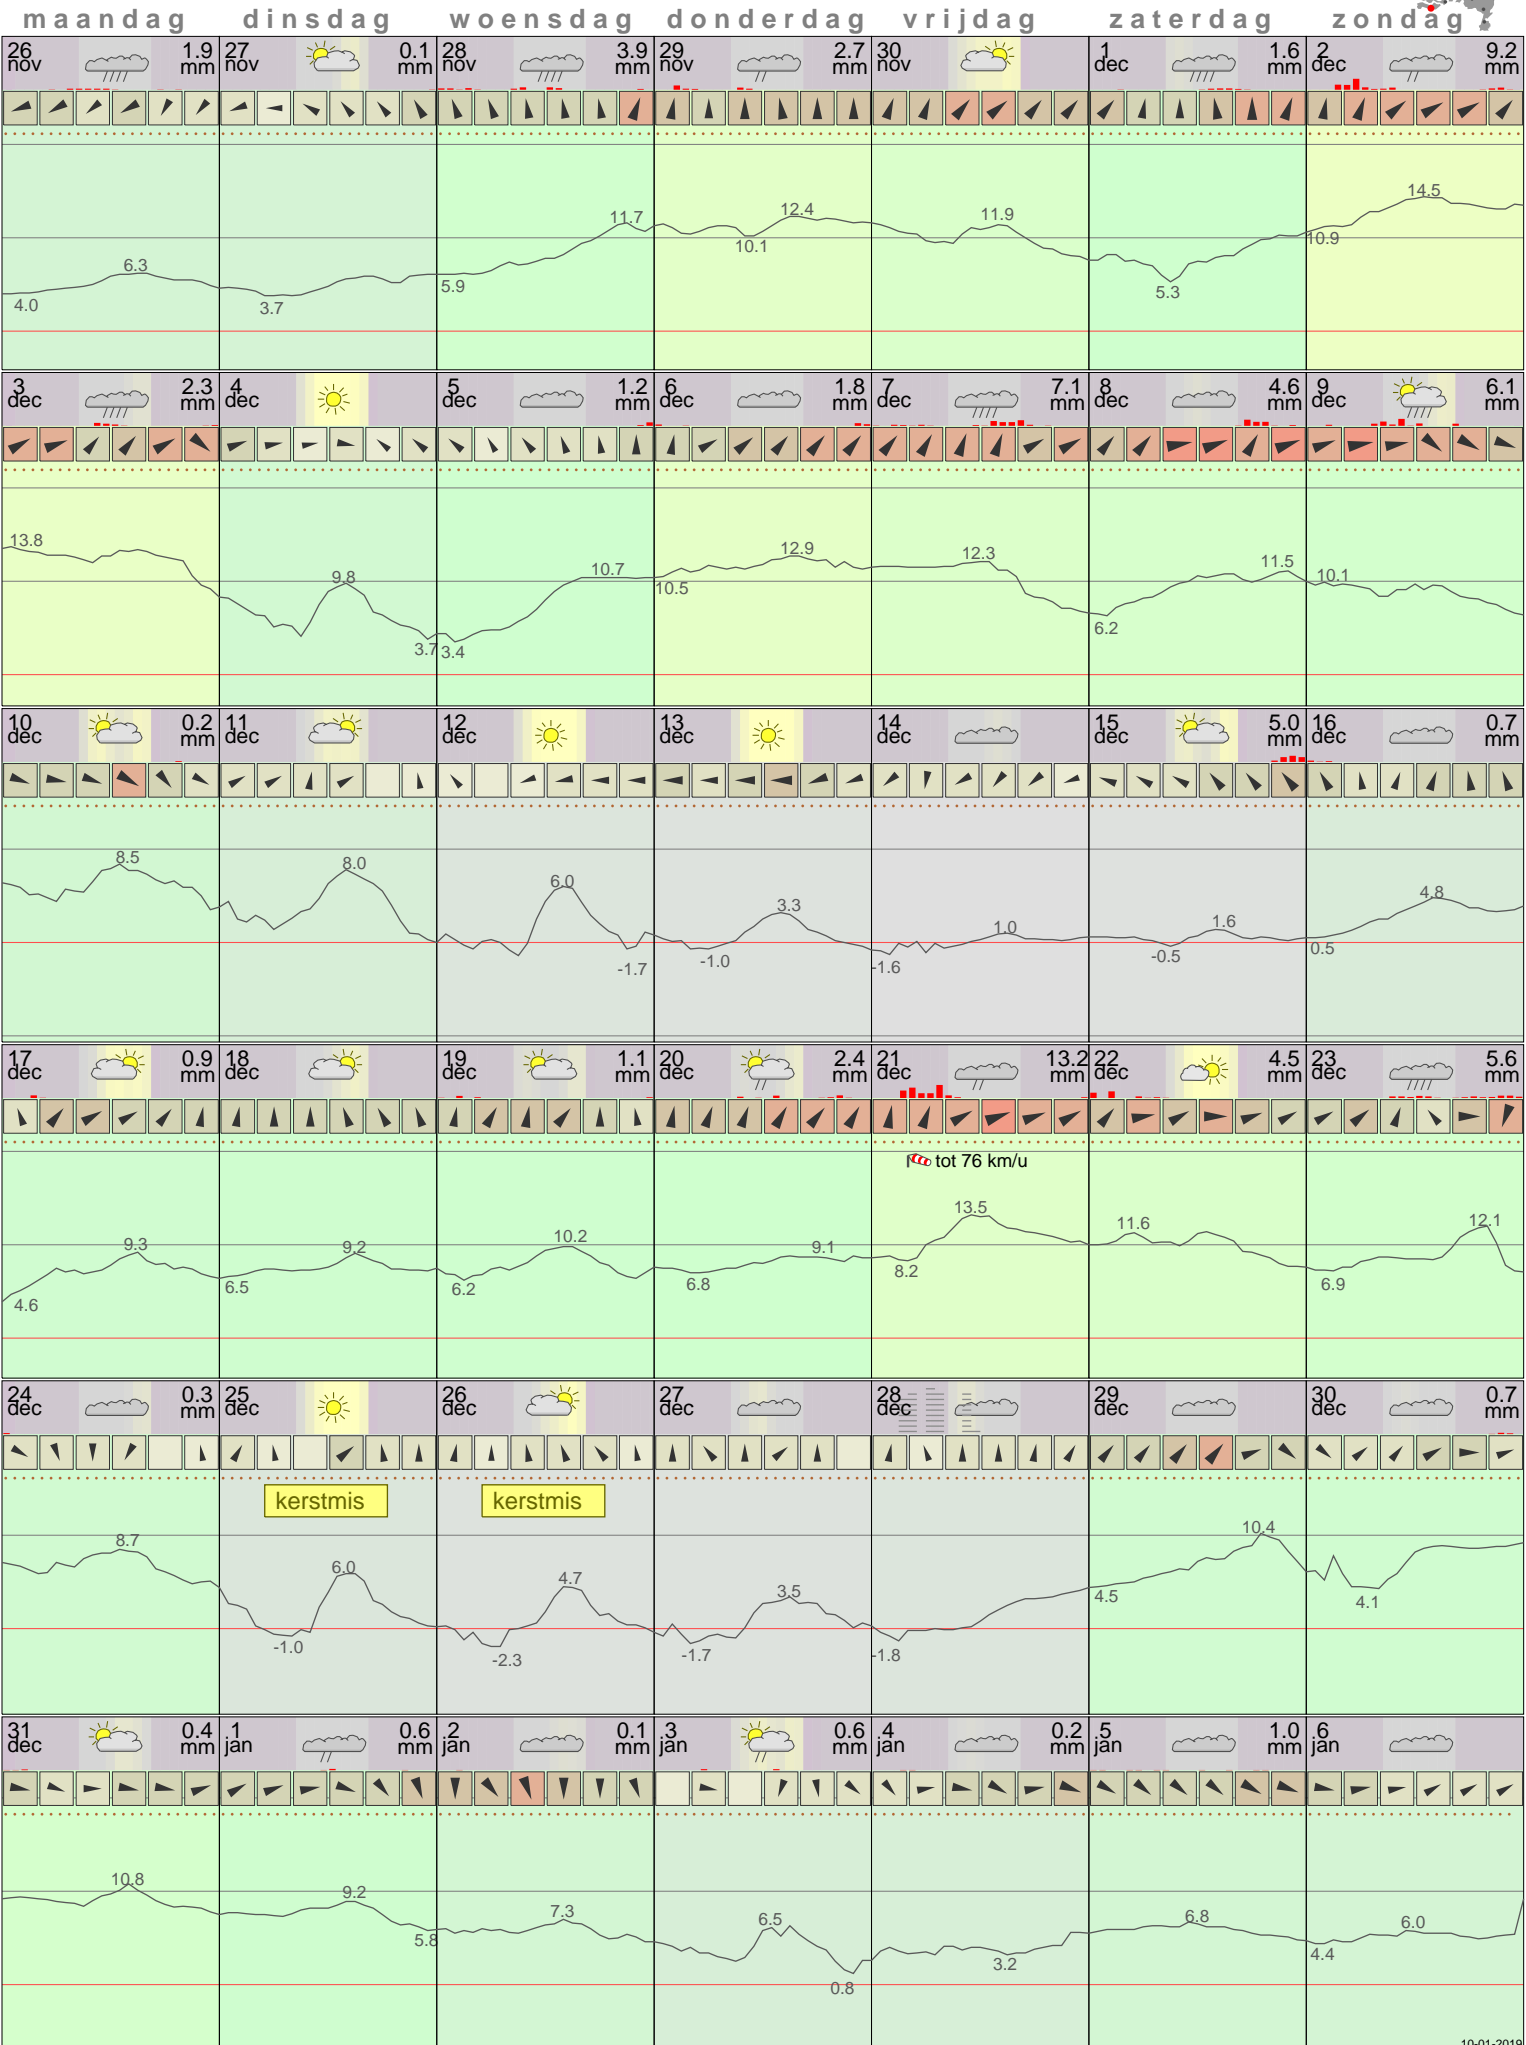 maandag dinsdag woensdag donderdag vrijdag zaterdag zondag
26 nov 1.9 mm 27 nov 0.1 mm 28 nov 3.9 mm 29 nov 2.7 mm 30 nov 1 dec 1.6 mm 2 dec 9.2 mm
4.0 6.3 3.7 5.9 11.7 10.1 12.4 11.9 5.3 10.9 14.5
3 dec 2.3 mm 4 dec 5 dec 1.2 mm 6 dec 1.8 mm 7 dec 7.1 mm 8 dec 4.6 mm 9 dec 6.1 mm
13.8 9.8 3.7 3.4 10.7 10.5 12.9 12.3 6.2 11.5 10.1
10 dec 0.2 mm 11 dec 12 dec 13 dec 14 dec 15 dec 5.0 mm 16 dec 0.7 mm
8.5 8.0 6.0 -1.7 -1.0 3.3 -1.6 1.0 -0.5 1.6 0.5 4.8
17 dec 0.9 mm 18 dec 19 dec 1.1 mm 20 dec 2.4 mm 21 dec 13.2 mm 22 dec 4.5 mm 23 dec 5.6 mm
tot 76 km/u
4.6 9.3 6.5 9.2 6.2 10.2 6.8 9.1 8.2 13.5 11.6 6.9 12.1
24 dec 0.3 mm 25 dec 26 dec 27 dec 28 dec 29 dec 30 dec 0.7 mm
kerstmis kerstmis
8.7 -1.0 6.0 -2.3 4.7 -1.7 3.5 -1.8 4.5 10.4 4.1
31 dec 0.4 mm 1 jan 0.6 mm 2 jan 0.1 mm 3 jan 0.6 mm 4 jan 0.2 mm 5 jan 1.0 mm 6 jan
10.8 9.2 5.8 7.3 6.5 0.8 3.2 6.8 4.4 6.0
10-01-2019